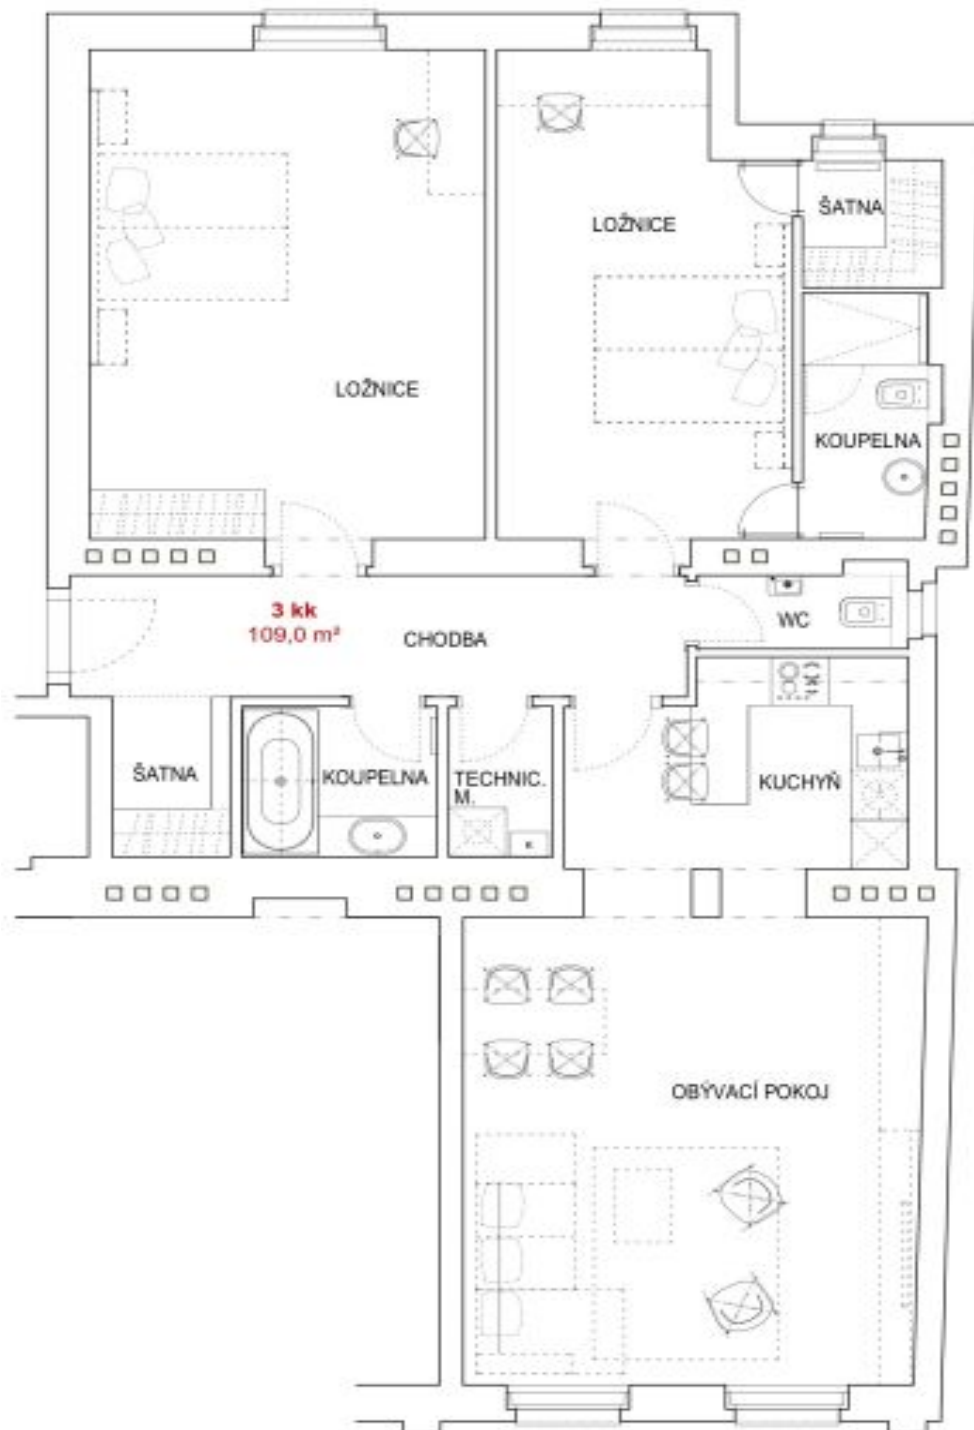 ŠATNA
LOŽNICE
LOŽNICE
KOUPELNA
3 kk
109,0 m²
CHODBA
WC
ŠATNA
KOUPELNA
TECHNIC.
M.
KUCHYŇ
K
OBÝVACÍ POKOJ